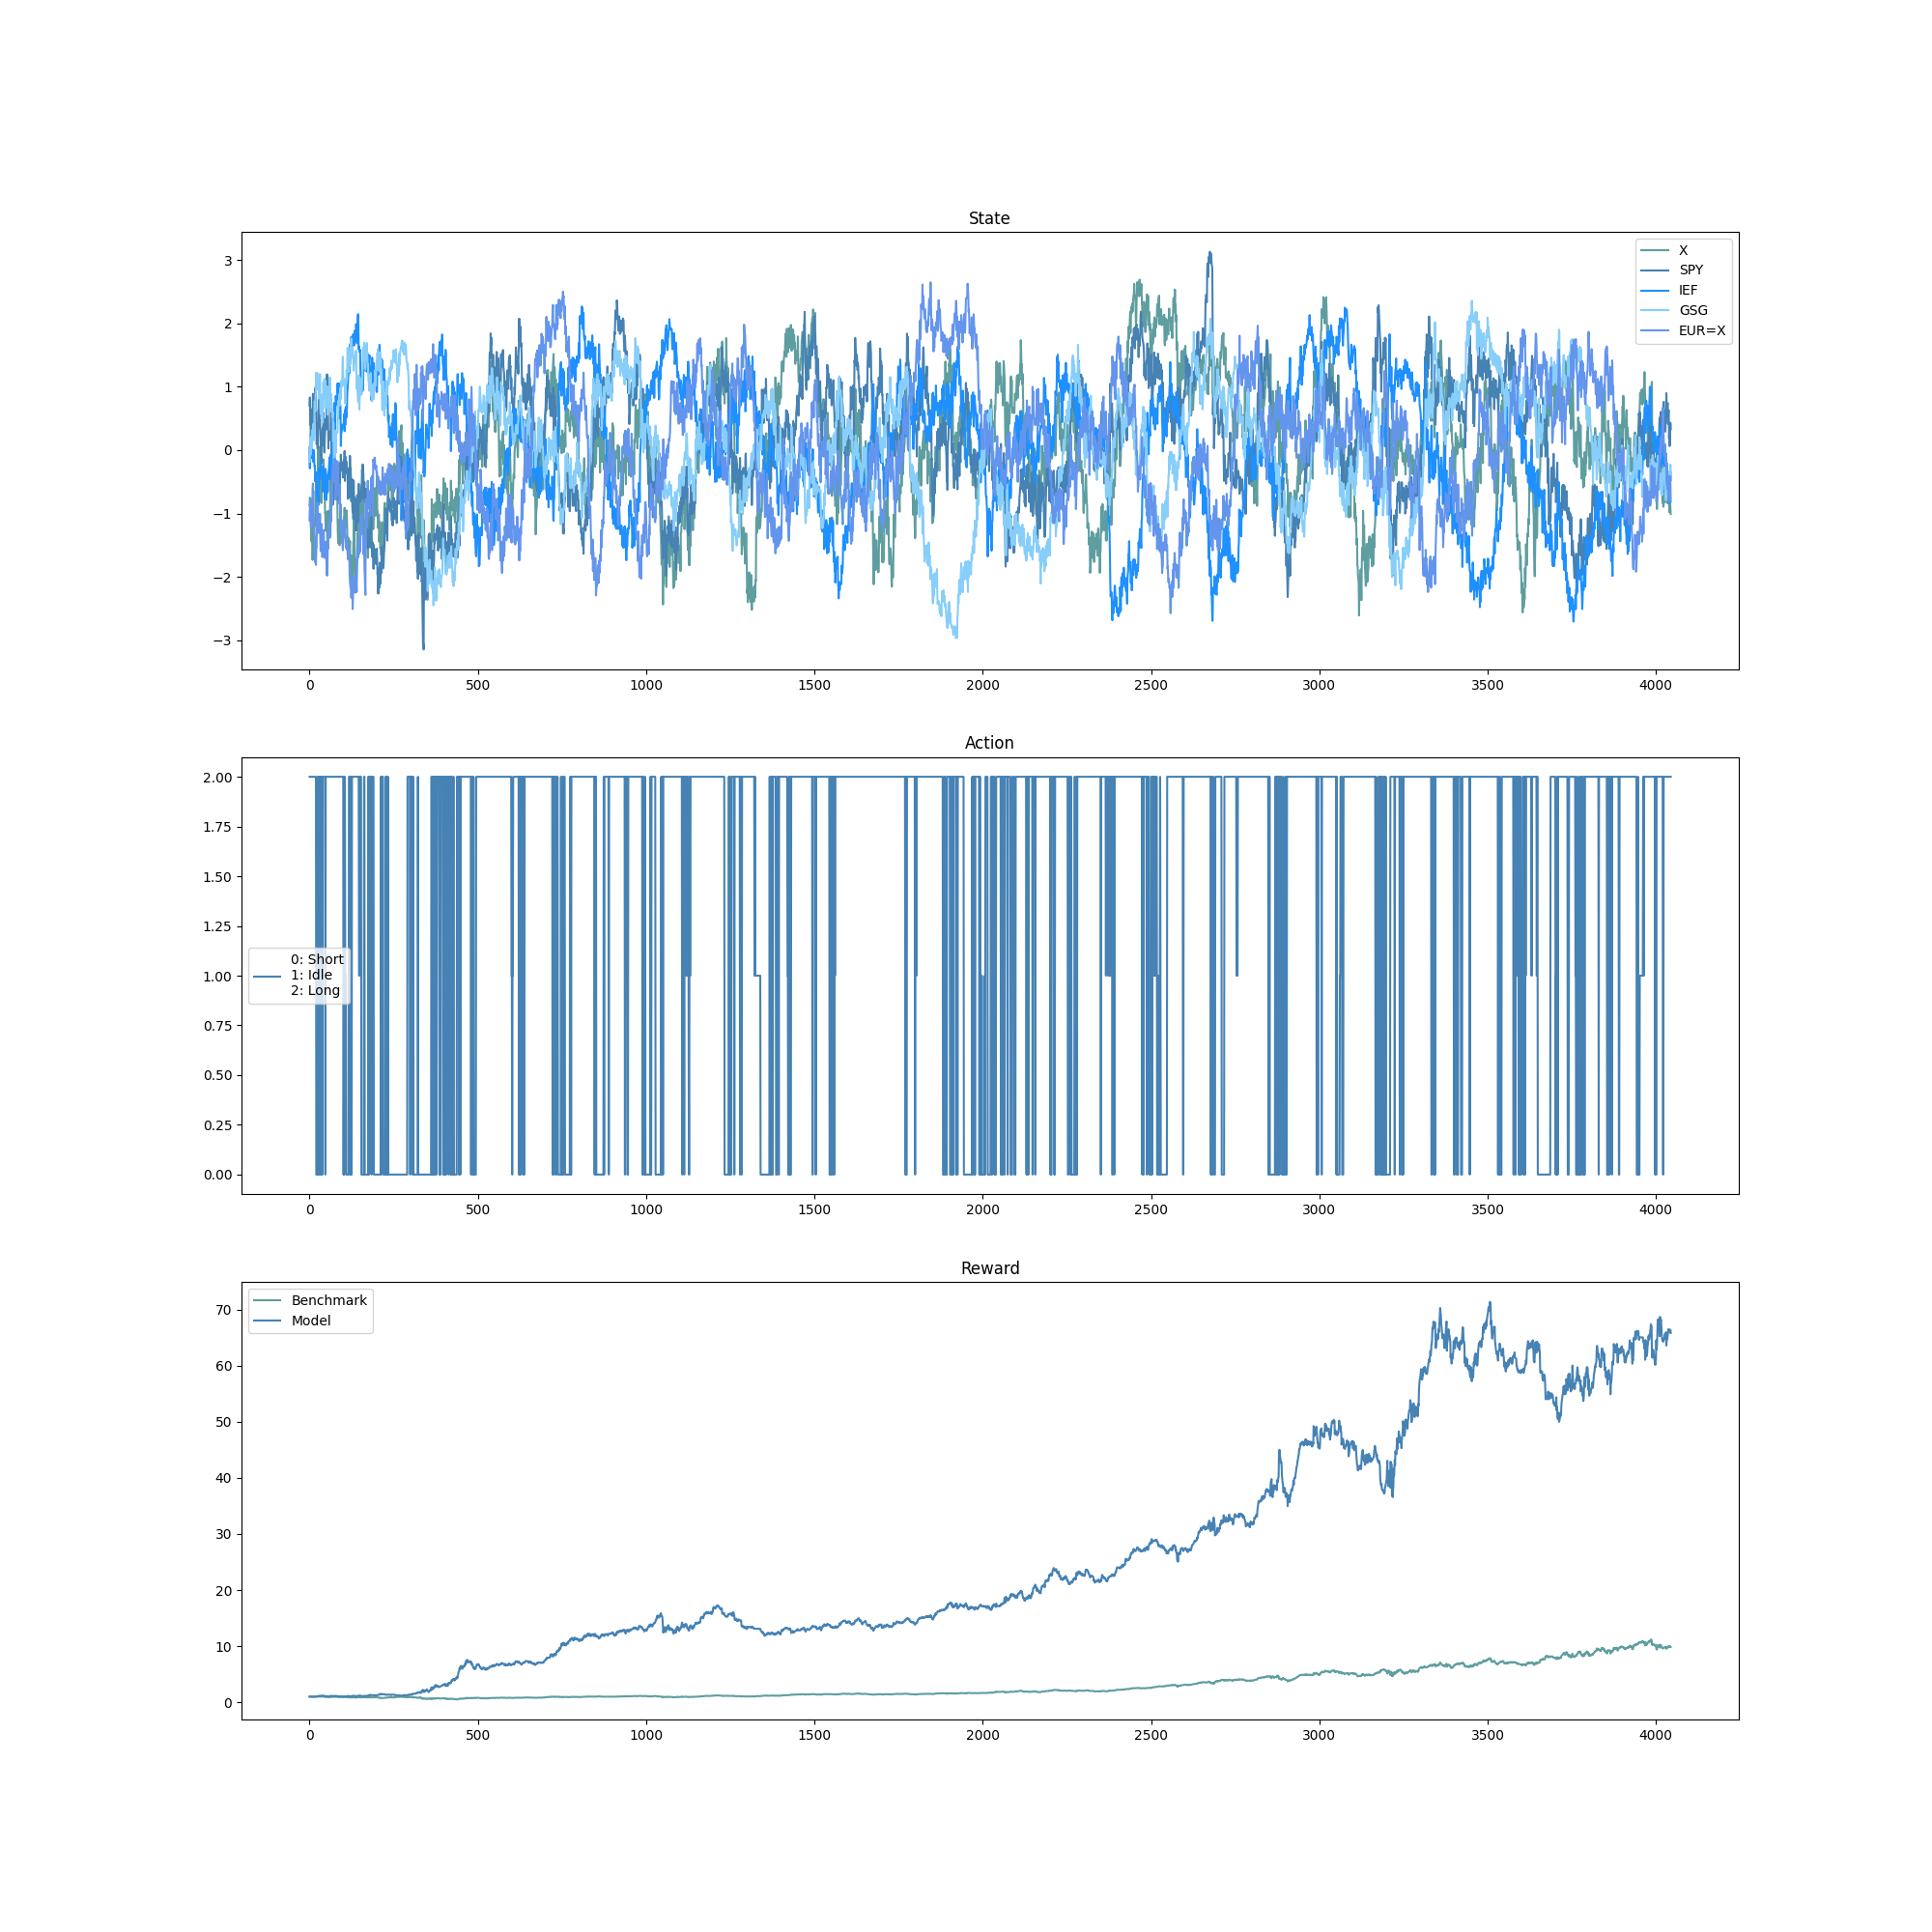 State
3
2
1
0
−1
−2
−3
X
SPY
IEF
GSG
EUR=X
0 500 1000 1500 2000 2500 3000 3500 4000
Action
2.00
1.75
1.50
1.25
1.00
0.75
0.50
0.25
0.00
0: Short
1: Idle
2: Long
0 500 1000 1500 2000 2500 3000 3500 4000
Reward
70
60
50
40
30
20
10
0
Benchmark
Model
0 500 1000 1500 2000 2500 3000 3500 4000